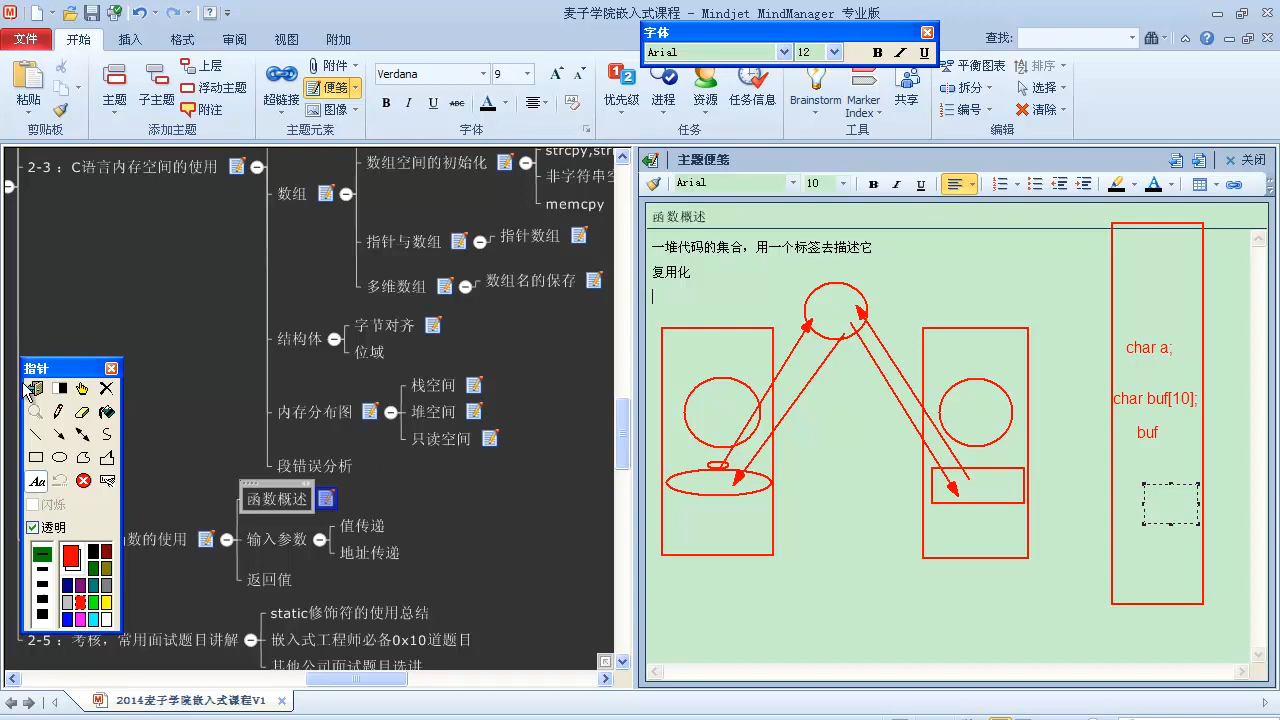 麦子学院嵌入式课程 - Mindjet MindManager 专业版
文件 开始 插入 格式 审阅 视图 附加 查找:
字体
Arial 12 B I U
粘贴
剪贴板
主题 子主题 上层 浮动主题 附注
添加主题
超链接 附件 便笺 图像
主题元素
Verdana 9
B I U ABC A
字体
优先级 进程 资源 任务信息
任务
Brainstorm Marker Index 共享
工具
平衡图表 拆分 编号 排序 选择 清除
编辑
2-3： C语言内存空间的使用
数组
数组空间的初始化
strcpy,str
非字符串空
memcpy
指针与数组
指针数组
多维数组
数组名的保存
结构体
字节对齐
位域
内存分布图
栈空间
堆空间
只读空间
段错误分析
函数概述
数的使用
输入参数
值传递
地址传递
返回值
static修饰符的使用总结
2-5： 考核，常用面试题目讲解
嵌入式工程师必备0x10道题目
其他公司面试题目选讲
指针
Aa
闪烁
透明
主题便笺 关闭
Arial 10 B I U A
函数概述
一堆代码的集合，用一个标签去描述它
复用化
char a;
char buf[10];
buf
2014麦子学院嵌入式课程V1